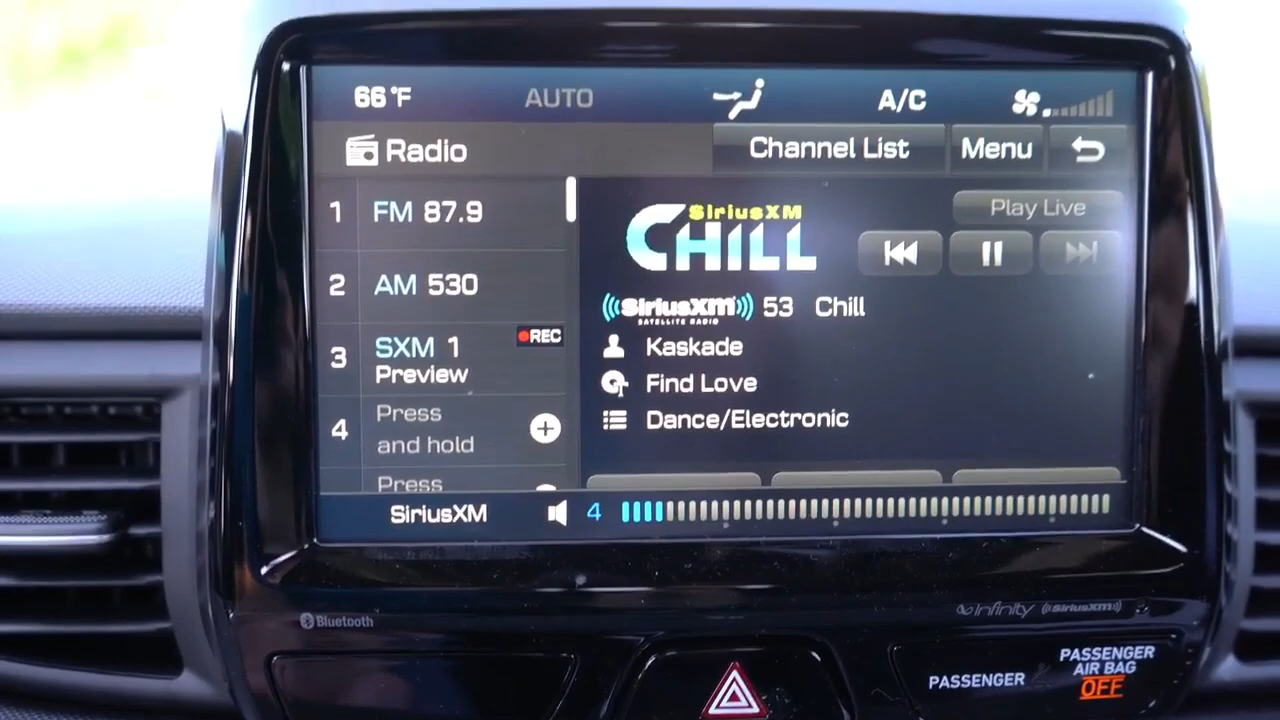 66°F AUTO A/C
Radio Channel List Menu
1 FM 87.9
2 AM 530
3 SXM 1 REC
Preview
4 Press
and hold
Press
SiriusXM
CHILL
Play Live
SiriusXM 53 Chill
SATELLITE RADIO
Kaskade
Find Love
Dance/Electronic
SiriusXM 4
Bluetooth
Infinity SiriusXM
PASSENGER
PASSENGER
AIR BAG
OFF